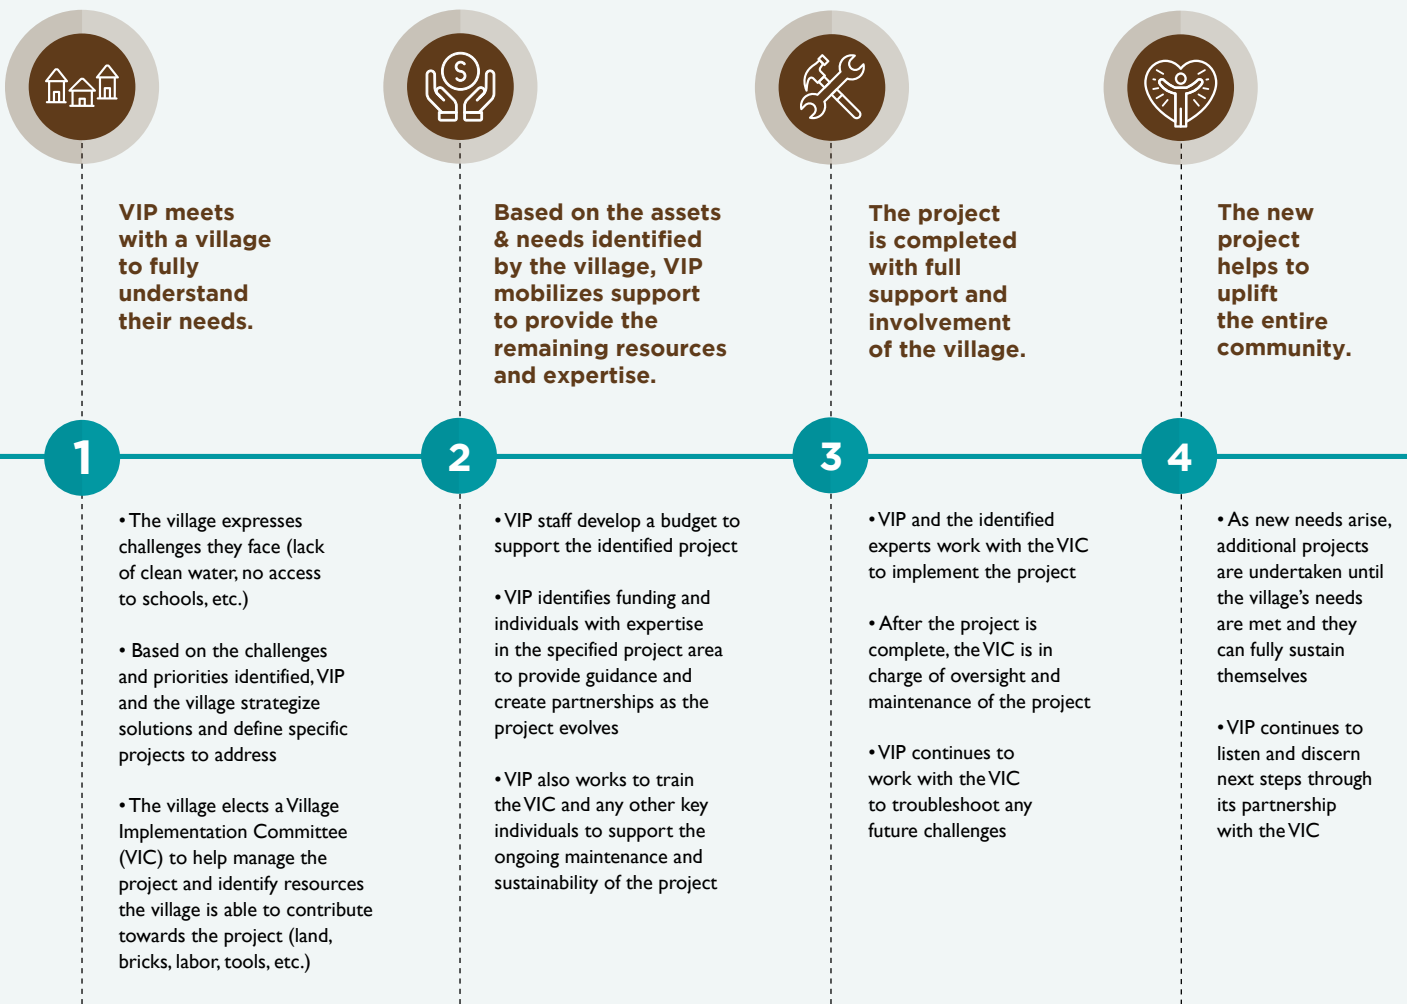 VIP meets
with a village
to fully
understand
their needs.
Based on the assets
& needs identified
by the village, VIP
mobilizes support
to provide the
remaining resources
and expertise.
The project
is completed
with full
support and
involvement
of the village.
The new
project
helps to
uplift
the entire
community.
1
2
3
4
• The village expresses
challenges they face (lack
of clean water, no access
to schools, etc.)
• Based on the challenges
and priorities identified, VIP
and the village strategize
solutions and define specific
projects to address
• The village elects a Village
Implementation Committee
(VIC) to help manage the
project and identify resources
the village is able to contribute
towards the project (land,
bricks, labor, tools, etc.)
• VIP staff develop a budget to
support the identified project
• VIP identifies funding and
individuals with expertise
in the specified project area
to provide guidance and
create partnerships as the
project evolves
• VIP also works to train
the VIC and any other key
individuals to support the
ongoing maintenance and
sustainability of the project
• VIP and the identified
experts work with the VIC
to implement the project
• After the project is
complete, the VIC is in
charge of oversight and
maintenance of the project
• VIP continues to
work with the VIC
to troubleshoot any
future challenges
• As new needs arise,
additional projects
are undertaken until
the village's needs
are met and they
can fully sustain
themselves
• VIP continues to
listen and discern
next steps through
its partnership
with the VIC